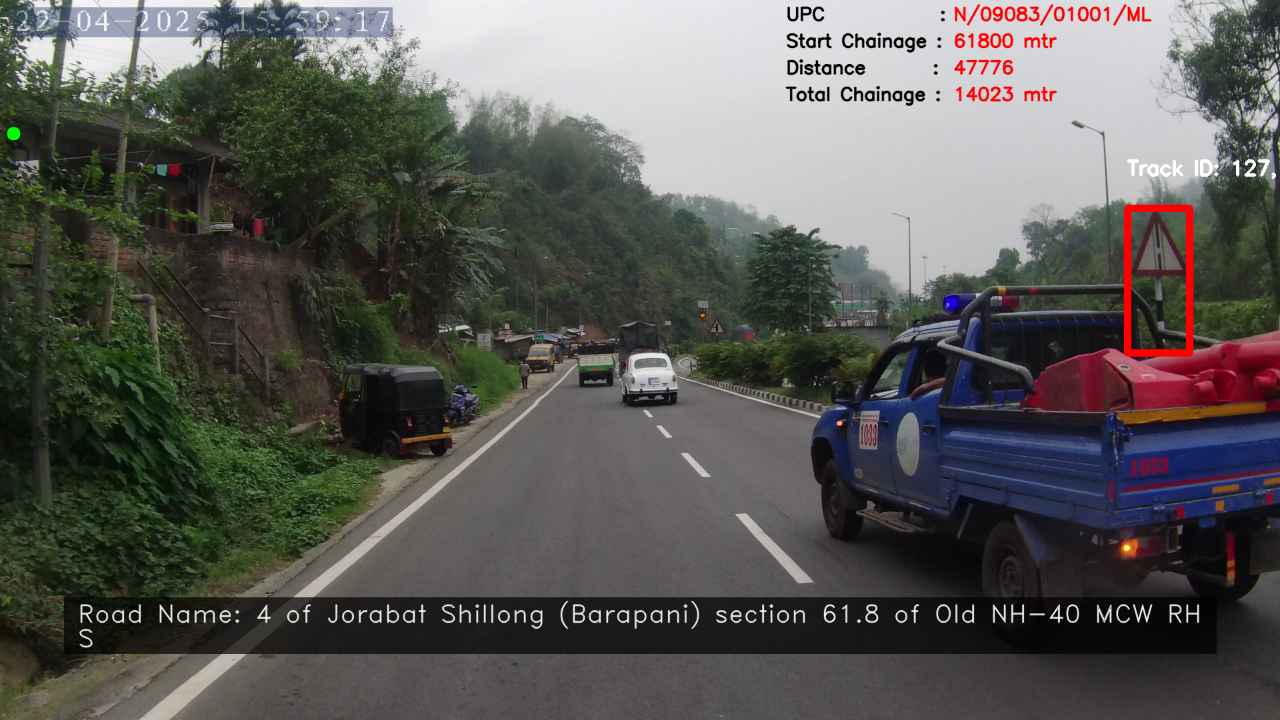 22-04-2025 15:59:17
UPC : N/09083/01001/ML
Start Chainage : 61800 mtr
Distance : 47776
Total Chainage : 14023 mtr
Track ID: 127,
1033
1033
Road Name: 4 of Jorabat Shillong (Barapani) section 61.8 of Old NH-40 MCW RH
S